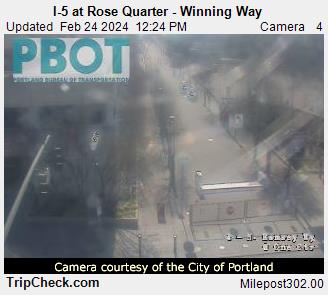 I-5 at Rose Quarter - Winning Way
Updated Feb 24 2024 12:24 PM Camera 4
PBOT
PORTLAND BUREAU OF TRANSPORTATION
Camera courtesy of the City of Portland
TripCheck.com Milepost302.00